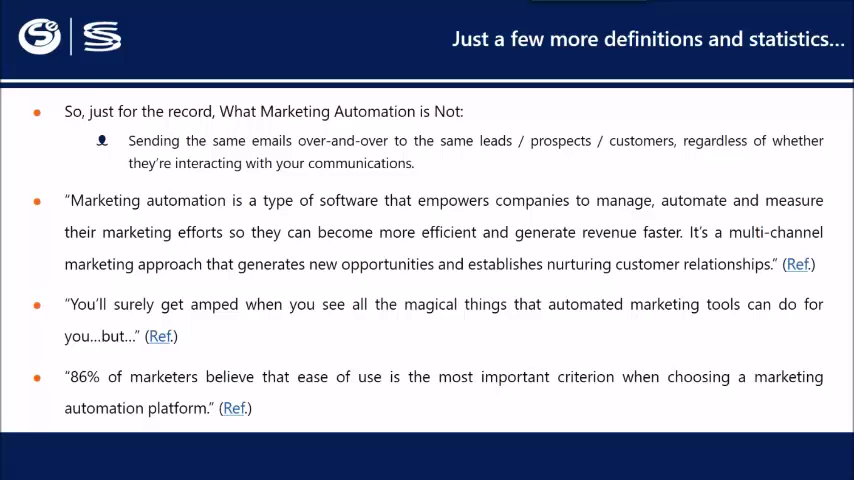 Just a few more definitions and statistics...
So, just for the record, What Marketing Automation is Not:
Sending the same emails over-and-over to the same leads / prospects / customers, regardless of whether
they're interacting with your communications.
"Marketing automation is a type of software that empowers companies to manage, automate and measure
their marketing efforts so they can become more efficient and generate revenue faster. It's a multi-channel
marketing approach that generates new opportunities and establishes nurturing customer relationships." (Ref.)
"You'll surely get amped when you see all the magical things that automated marketing tools can do for
you...but..." (Ref.)
"86% of marketers believe that ease of use is the most important criterion when choosing a marketing
automation platform." (Ref.)